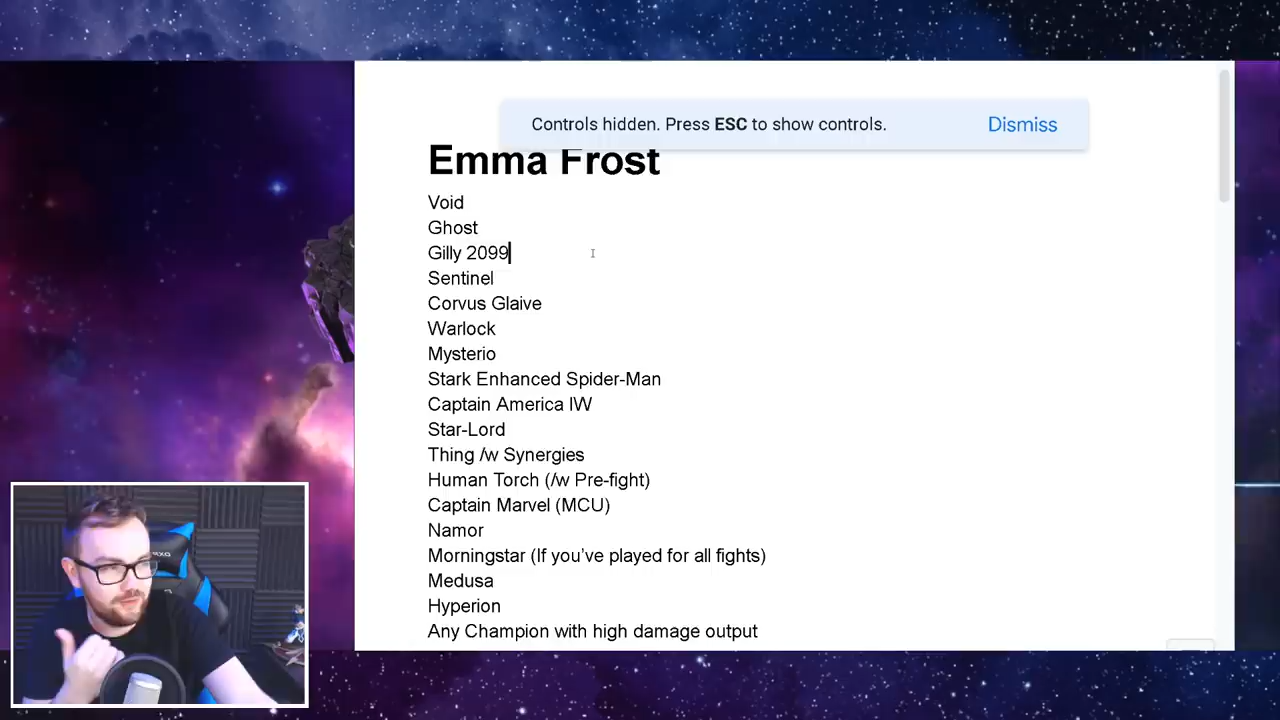 Controls hidden. Press ESC to show controls.
Dismiss
Emma Frost
Void
Ghost
Gilly 2099
Sentinel
Corvus Glaive
Warlock
Mysterio
Stark Enhanced Spider-Man
Captain America IW
Star-Lord
Thing /w Synergies
Human Torch (/w Pre-fight)
Captain Marvel (MCU)
Namor
Morningstar (If you’ve played for all fights)
Medusa
Hyperion
Any Champion with high damage output